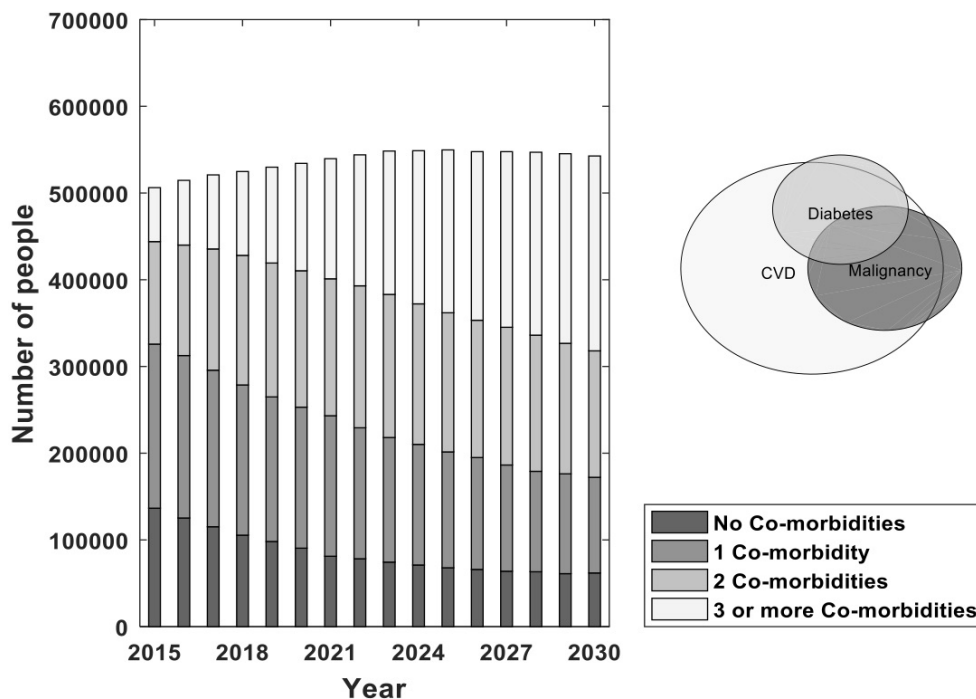 700000
600000
500000
400000
300000
200000
100000
0
Number of people
2015
2018
2021
2024
2027
2030
Year
Diabetes
CVD
Malignancy
No Co-morbidities
1 Co-morbidity
2 Co-morbidities
3 or more Co-morbidities